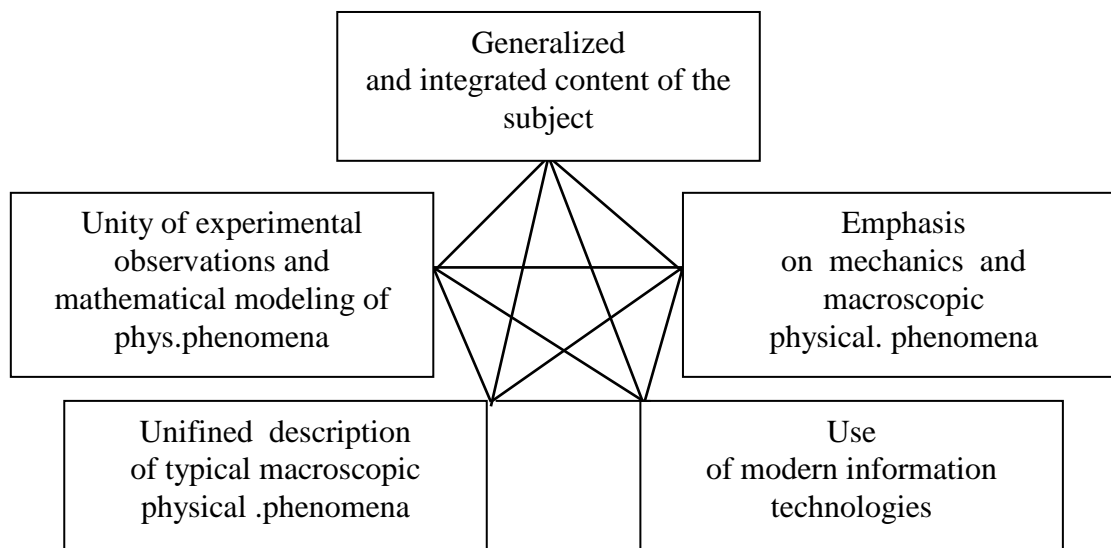 Generalized
and integrated content of the
subject
Unity of experimental
observations and
mathematical modeling of
phys.phenomena
Emphasis
on mechanics and
macroscopic
physical. phenomena
Unifined description
of typical macroscopic
physical .phenomena
Use
of modern information
technologies